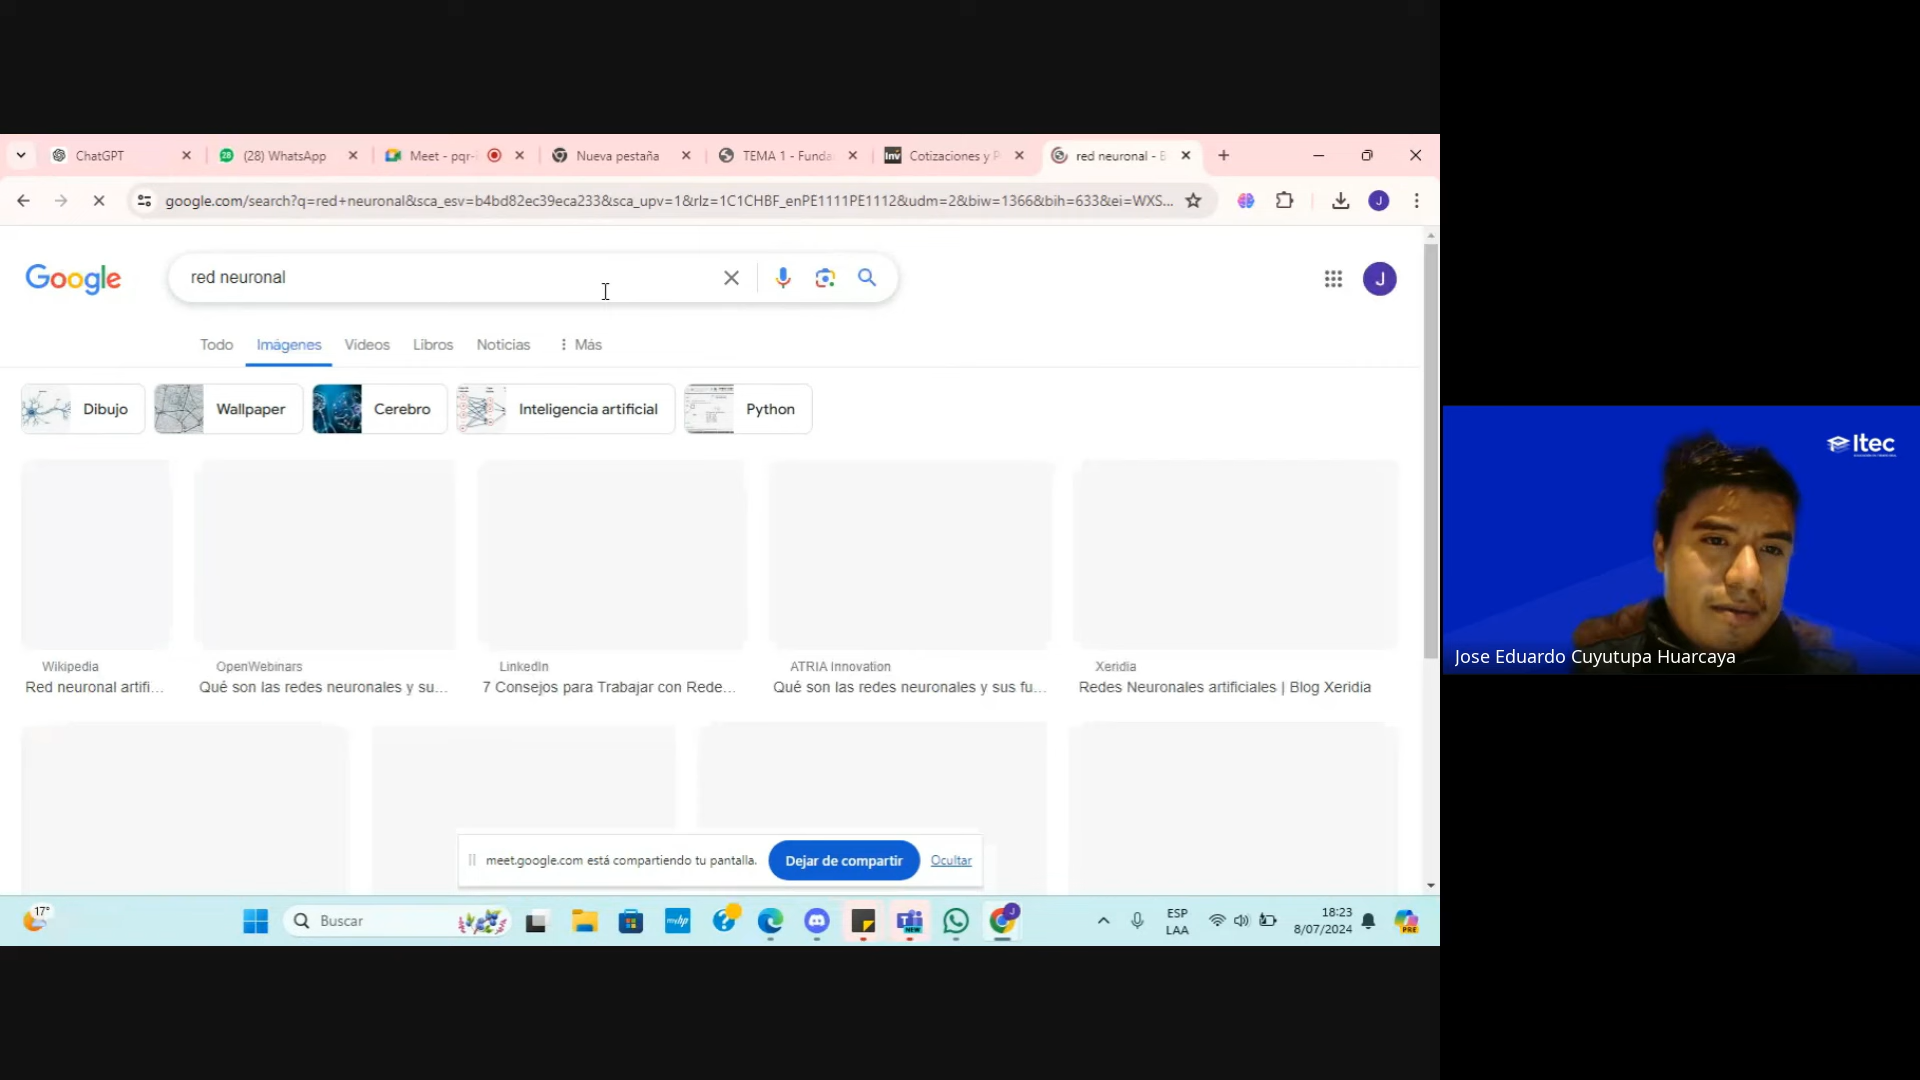 ChatGPT
28 (28) WhatsApp
Meet - pqr-
Nueva pestaña
TEMA 1 - Funda
Inv Cotizaciones y P
red neuronal - B
google.com/search?q=red+neuronal&sca_esv=b4bd82ec39eca233&sca_upv=1&rlz=1C1CHBF_enPE1111PE1112&udm=2&biw=1366&bih=633&ei=WXS...
J
Google
red neuronal
J
Todo
Imágenes
Videos
Libros
Noticias
Más
Dibujo
Wallpaper
Cerebro
Inteligencia artificial
Python
Wikipedia
Red neuronal artifi...
OpenWebinars
Qué son las redes neuronales y su...
LinkedIn
7 Consejos para Trabajar con Rede...
ATRIA Innovation
Qué son las redes neuronales y sus fu...
Xeridia
Redes Neuronales artificiales | Blog Xeridia
meet.google.com está compartiendo tu pantalla.
Dejar de compartir
Ocultar
17°
Buscar
myhp
NEW
J
ESP
LAA
18:23
8/07/2024
PRE
Itec
Jose Eduardo Cuyutupa Huarcaya